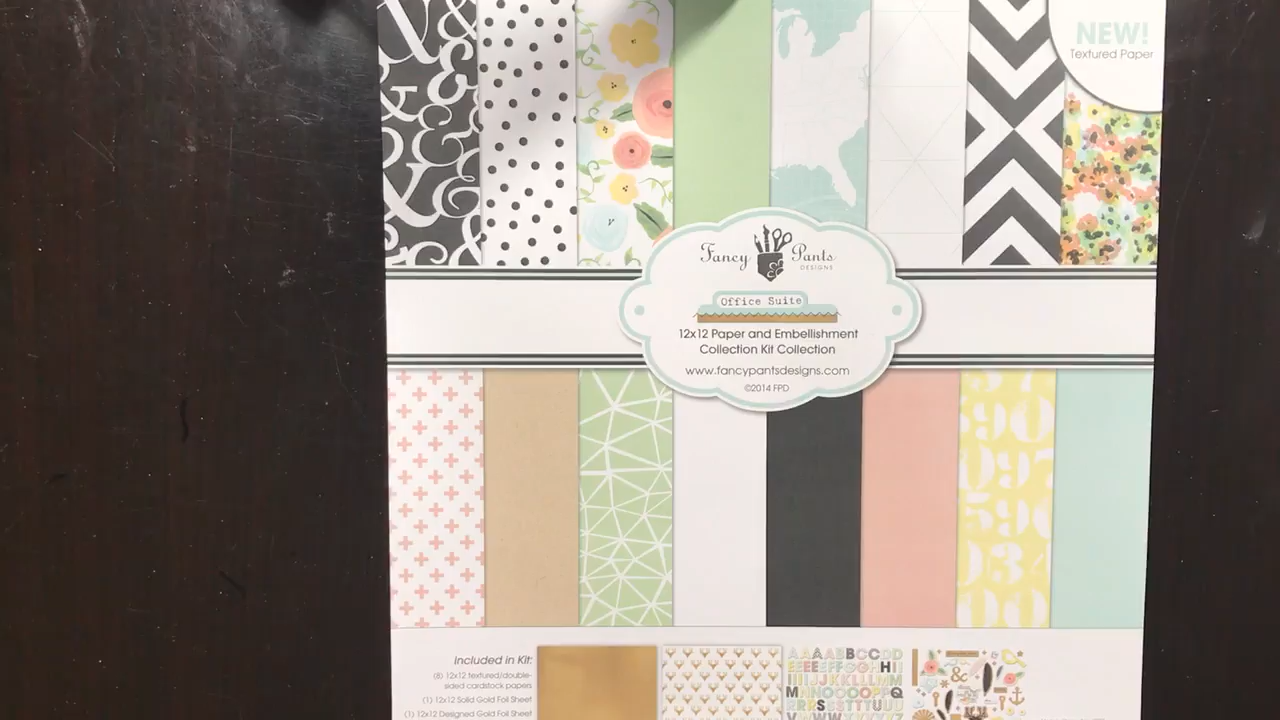 NEW!
Textured Paper
Fancy Pants
DESIGNS
Office Suite
12x12 Paper and Embellishment
Collection Kit Collection
www.fancypantsdesigns.com
©2014 FPD
Included in Kit:
(8) 12x12 textured/double-
sided cardstock papers
(1) 12x12 Solid Gold Foil Sheet
(1) 12x12 Designed Gold Foil Sheet